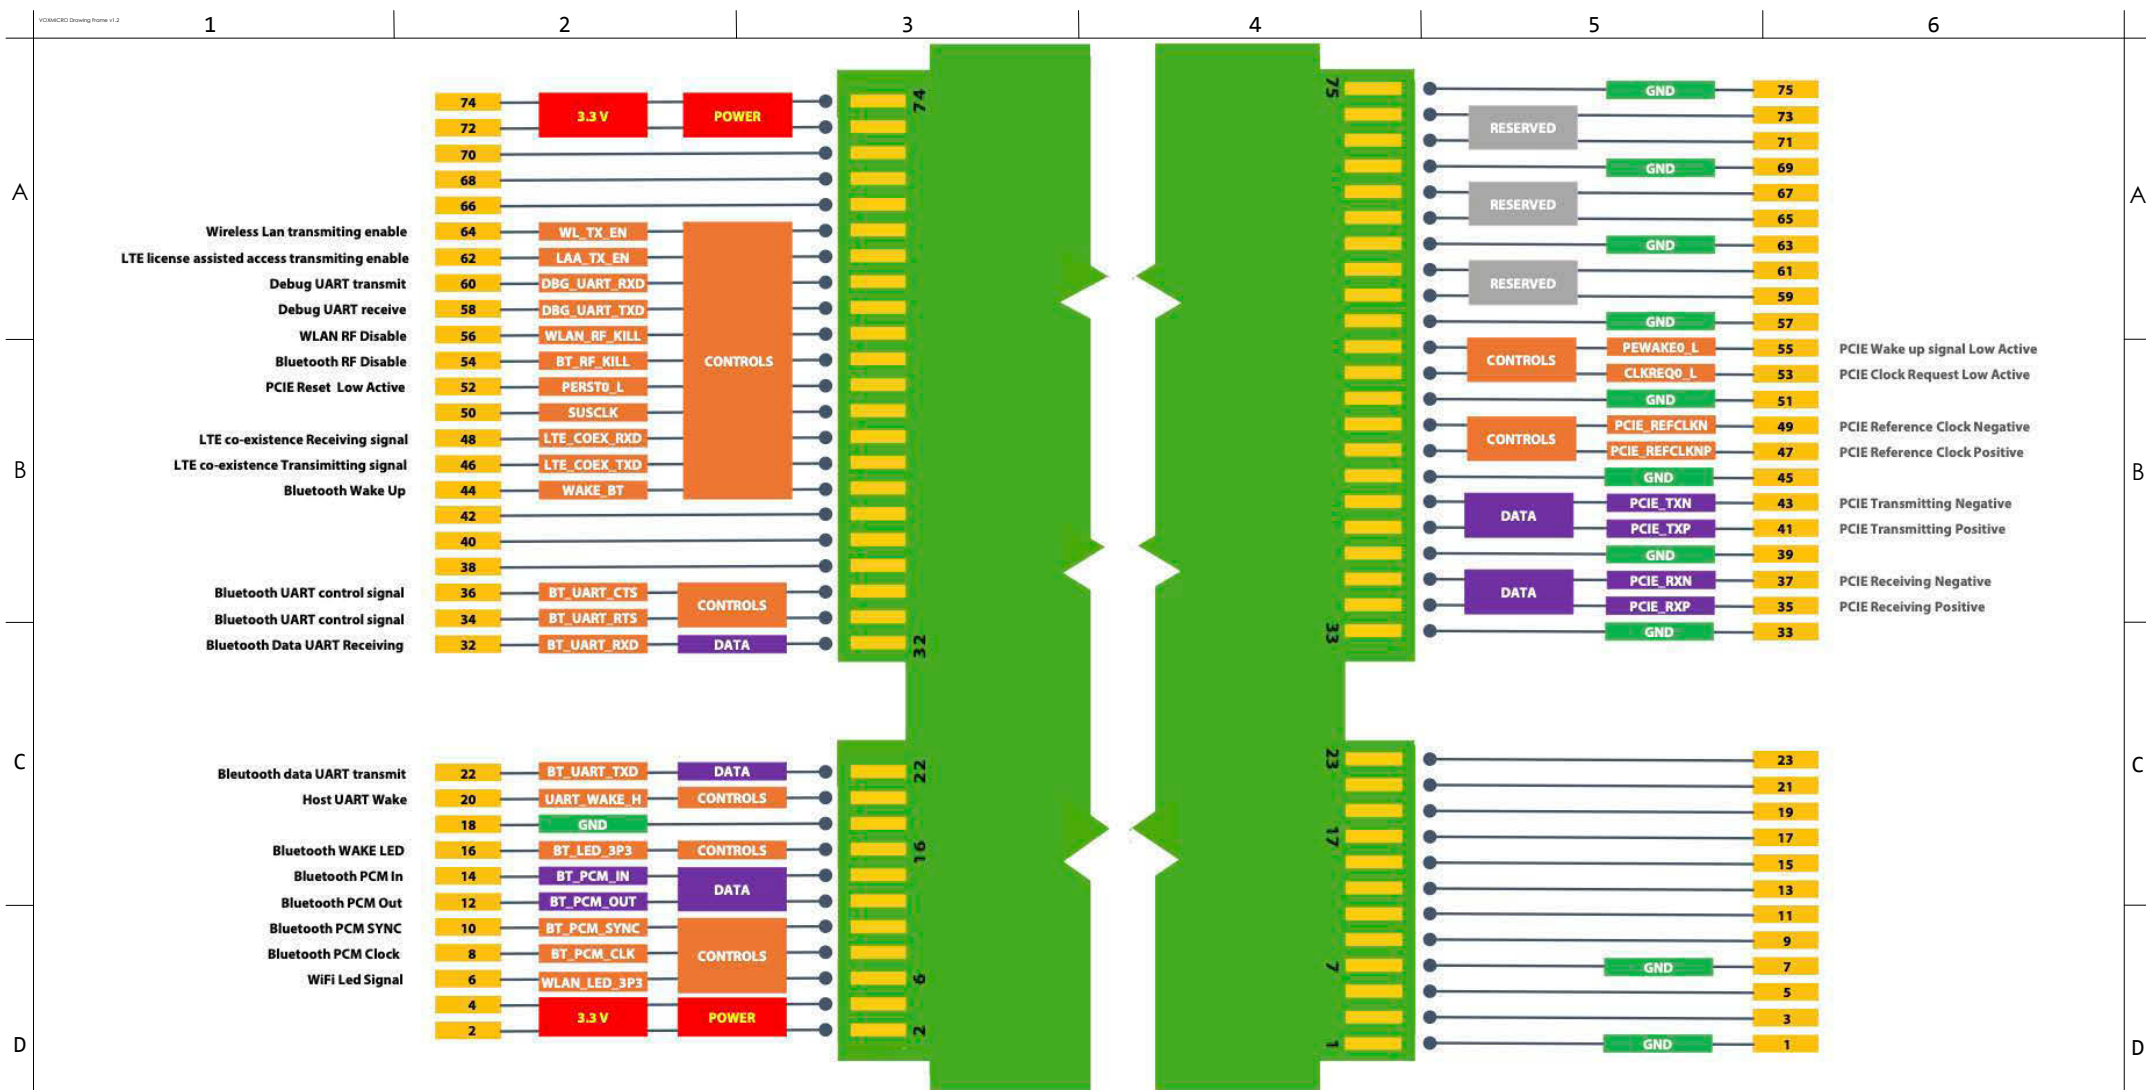 VOXMICRO Drawing Frame v1.2
1 2 3 4 5 6
A A
B B
C C
D D
74 3.3 V POWER
72
70
68
66
Wireless Lan transmiting enable 64 WL_TX_EN
LTE license assisted access transmiting enable 62 LAA_TX_EN
Debug UART transmit 60 DBG_UART_RXD
Debug UART receive 58 DBG_UART_TXD
WLAN RF Disable 56 WLAN_RF_KILL
Bluetooth RF Disable 54 BT_RF_KILL CONTROLS
PCIE Reset Low Active 52 PERST0_L
50 SUSCLK
LTE co-existence Receiving signal 48 LTE_COEX_RXD
LTE co-existence Transimitting signal 46 LTE_COEX_TXD
Bluetooth Wake Up 44 WAKE_BT
42
40
38
Bluetooth UART control signal 36 BT_UART_CTS CONTROLS
Bluetooth UART control signal 34 BT_UART_RTS
Bluetooth Data UART Receiving 32 BT_UART_RXD DATA
Bleutooth data UART transmit 22 BT_UART_TXD DATA
Host UART Wake 20 UART_WAKE_H CONTROLS
18 GND
Bluetooth WAKE LED 16 BT_LED_3P3 CONTROLS
Bluetooth PCM In 14 BT_PCM_IN DATA
Bluetooth PCM Out 12 BT_PCM_OUT
Bluetooth PCM SYNC 10 BT_PCM_SYNC
Bluetooth PCM Clock 8 BT_PCM_CLK CONTROLS
WiFi Led Signal 6 WLAN_LED_3P3
4 3.3 V POWER
2
74
32
22
16
6
2
75
33
23
17
7
1
GND 75
RESERVED 73
71
GND 69
RESERVED 67
65
GND 63
RESERVED 61
59
GND 57
CONTROLS PEWAKE0_L 55 PCIE Wake up signal Low Active
CLKREQ0_L 53 PCIE Clock Request Low Active
GND 51
CONTROLS PCIE_REFCLKN 49 PCIE Reference Clock Negative
PCIE_REFCLKNP 47 PCIE Reference Clock Positive
GND 45
DATA PCIE_TXN 43 PCIE Transmitting Negative
PCIE_TXP 41 PCIE Transmitting Positive
GND 39
DATA PCIE_RXN 37 PCIE Receiving Negative
PCIE_RXP 35 PCIE Receiving Positive
GND 33
23
21
19
17
15
13
11
9
GND 7
5
3
GND 1